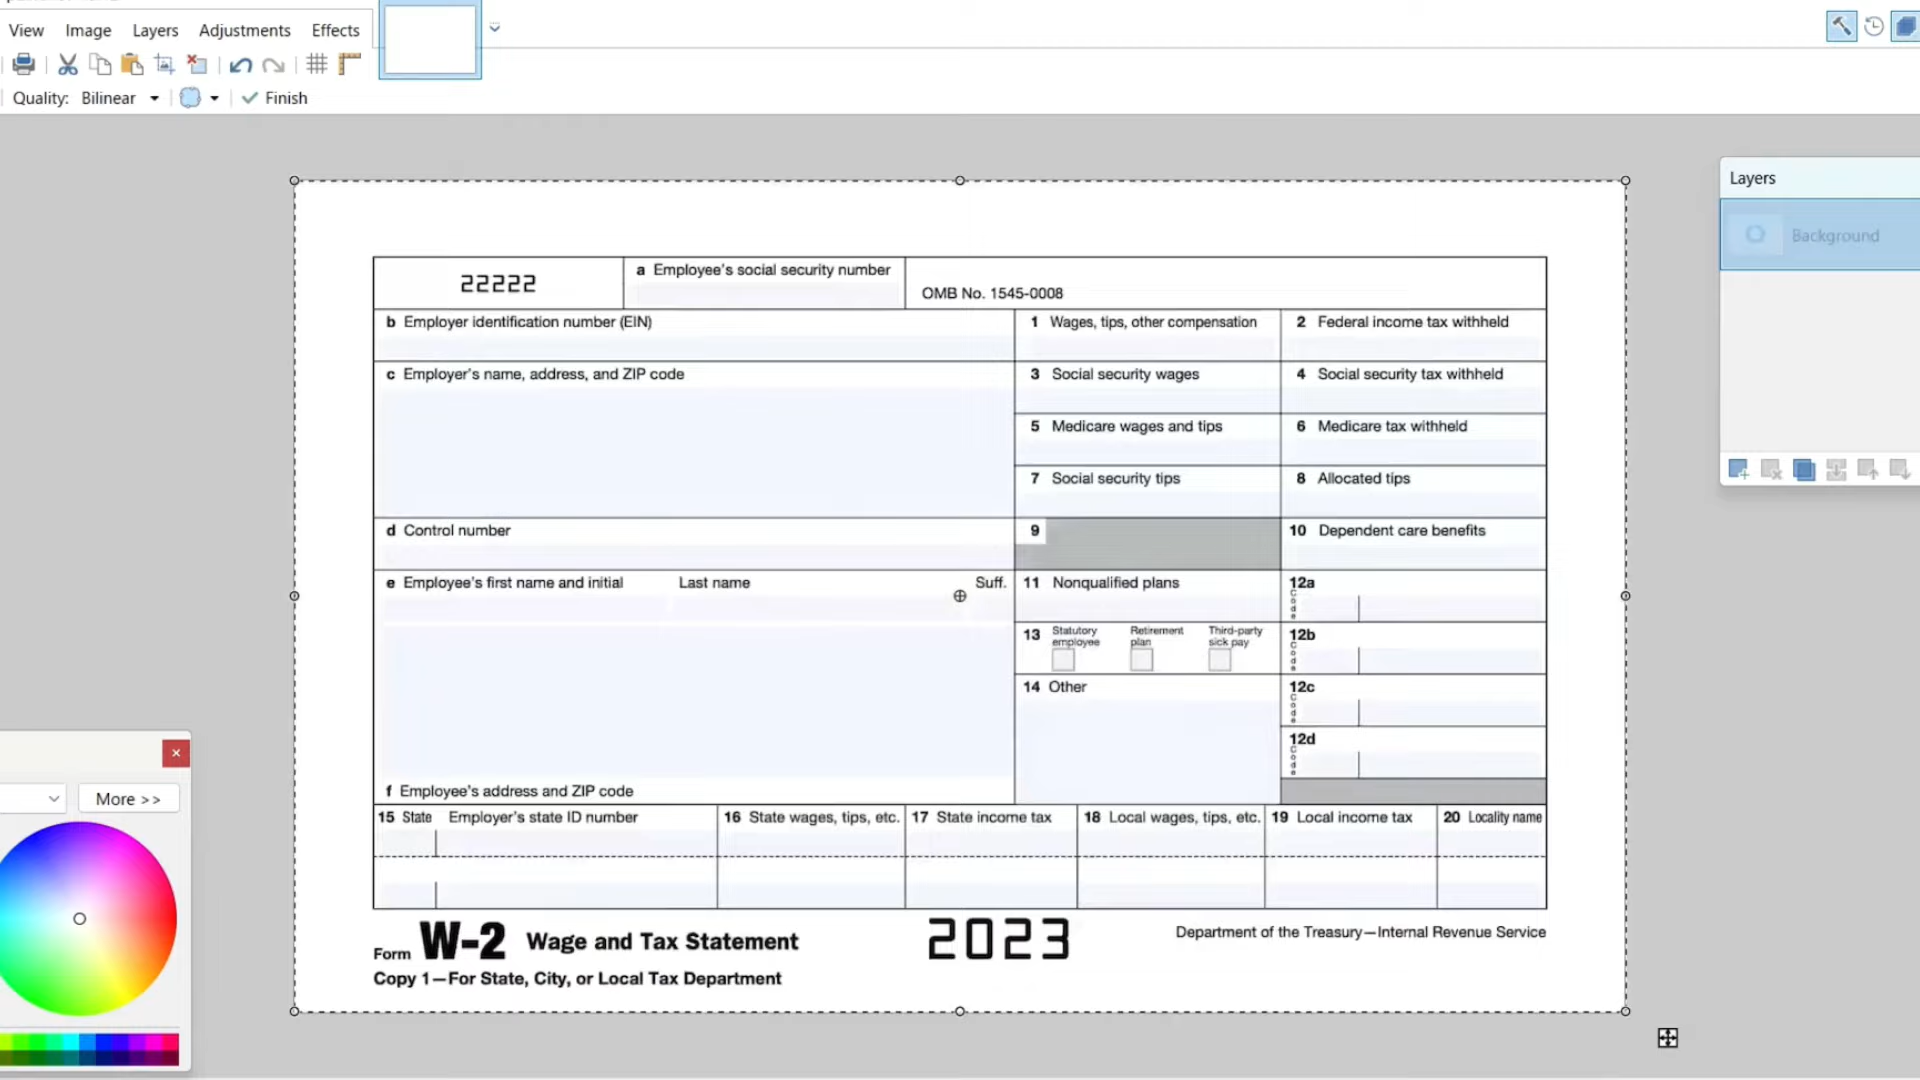 View Image Layers Adjustments Effects
Quality: Bilinear Finish
Layers
Background
22222
a Employee's social security number
OMB No. 1545-0008
b Employer identification number (EIN)
1 Wages, tips, other compensation
2 Federal income tax withheld
c Employer's name, address, and ZIP code
3 Social security wages
4 Social security tax withheld
5 Medicare wages and tips
6 Medicare tax withheld
7 Social security tips
8 Allocated tips
d Control number
9
10 Dependent care benefits
e Employee's first name and initial Last name Suff.
11 Nonqualified plans
12a
Code
13 Statutory employee Retirement plan Third-party sick pay
12b
Code
14 Other
12c
Code
12d
Code
f Employee's address and ZIP code
15 State Employer's state ID number
16 State wages, tips, etc.
17 State income tax
18 Local wages, tips, etc.
19 Local income tax
20 Locality name
Form W-2 Wage and Tax Statement
2023
Department of the Treasury—Internal Revenue Service
Copy 1—For State, City, or Local Tax Department
More >>